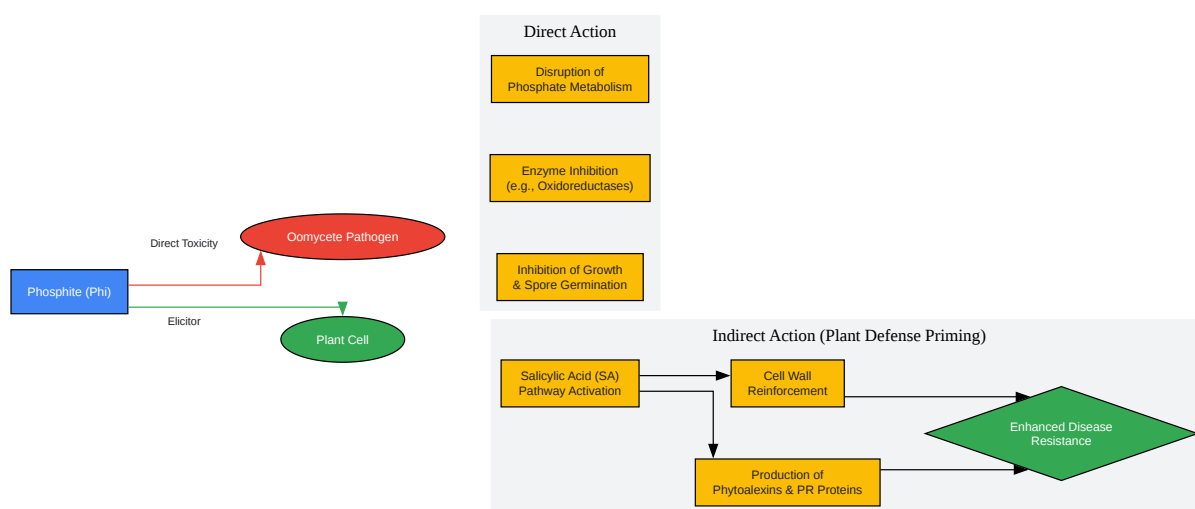 Direct Action
Disruption of
Phosphate Metabolism
Enzyme Inhibition
(e.g., Oxidoreductases)
Inhibition of Growth
& Spore Germination
Direct Toxicity
Oomycete Pathogen
Phosphite (Phi)
Elicitor
Plant Cell
Indirect Action (Plant Defense Priming)
Salicylic Acid (SA)
Pathway Activation
Cell Wall
Reinforcement
Production of
Phytoalexins & PR Proteins
Enhanced Disease
Resistance